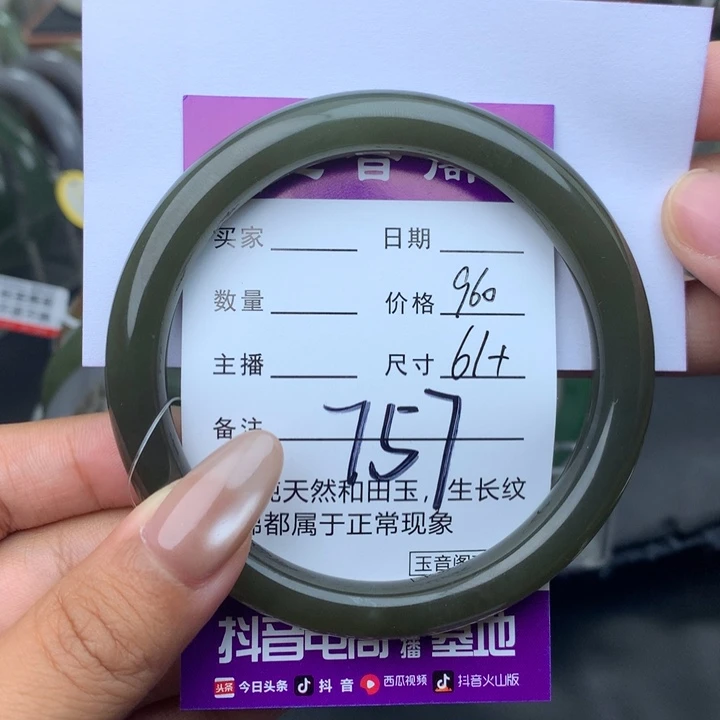 买家 日期
数量 价格 960
主播 尺寸 61+
备注 757
天然和田玉，生长纹
棉都属于正常现象
玉音阁
抖音电商直播基地
头条 今日头条 抖音 西瓜视频 抖音火山版